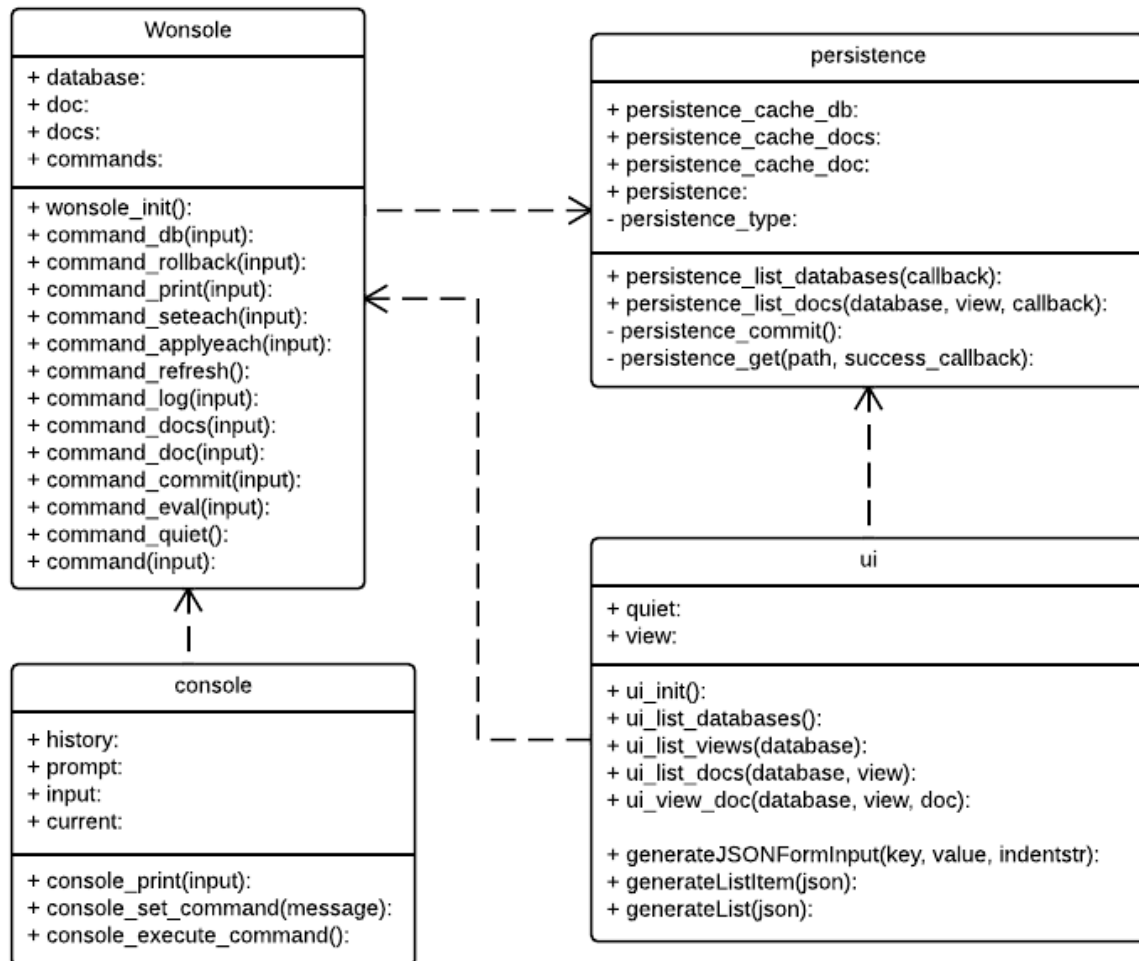 Wonsole
+ database:
+ doc:
+ docs:
+ commands:
+ wonsole_init():
+ command_db(input):
+ command_rollback(input):
+ command_print(input):
+ command_seteach(input):
+ command_applyeach(input):
+ command_refresh():
+ command_log(input):
+ command_docs(input):
+ command_doc(input):
+ command_commit(input):
+ command_eval(input):
+ command_quiet():
+ command(input):
persistence
+ persistence_cache_db:
+ persistence_cache_docs:
+ persistence_cache_doc:
+ persistence:
- persistence_type:
+ persistence_list_databases(callback):
+ persistence_list_docs(database, view, callback):
- persistence_commit():
- persistence_get(path, success_callback):
console
+ history:
+ prompt:
+ input:
+ current:
+ console_print(input):
+ console_set_command(message):
+ console_execute_command():
ui
+ quiet:
+ view:
+ ui_init():
+ ui_list_databases():
+ ui_list_views(database):
+ ui_list_docs(database, view):
+ ui_view_doc(database, view, doc):
+ generateJSONFormInput(key, value, indentstr):
+ generateListItem(json):
+ generateList(json):